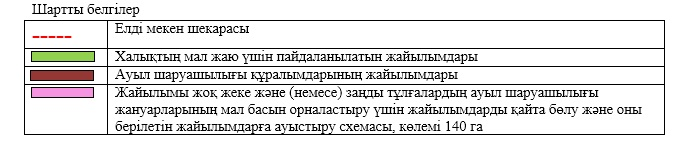 Шартты белгілер
Елді мекен шекарасы
Халықтың мал жаю үшін пайдаланылатын жайылымдары
Ауыл шаруашылығы құралымдарының жайылымдары
Жайылымы жоқ жеке және (немесе) заңды тұлғалардың ауыл шаруашылығы
жануарларының мал басын орналастыру үшін жайылымдарды қайта бөлу және оны
берілетін жайылымдарға ауыстыру схемасы, көлемі 140 га